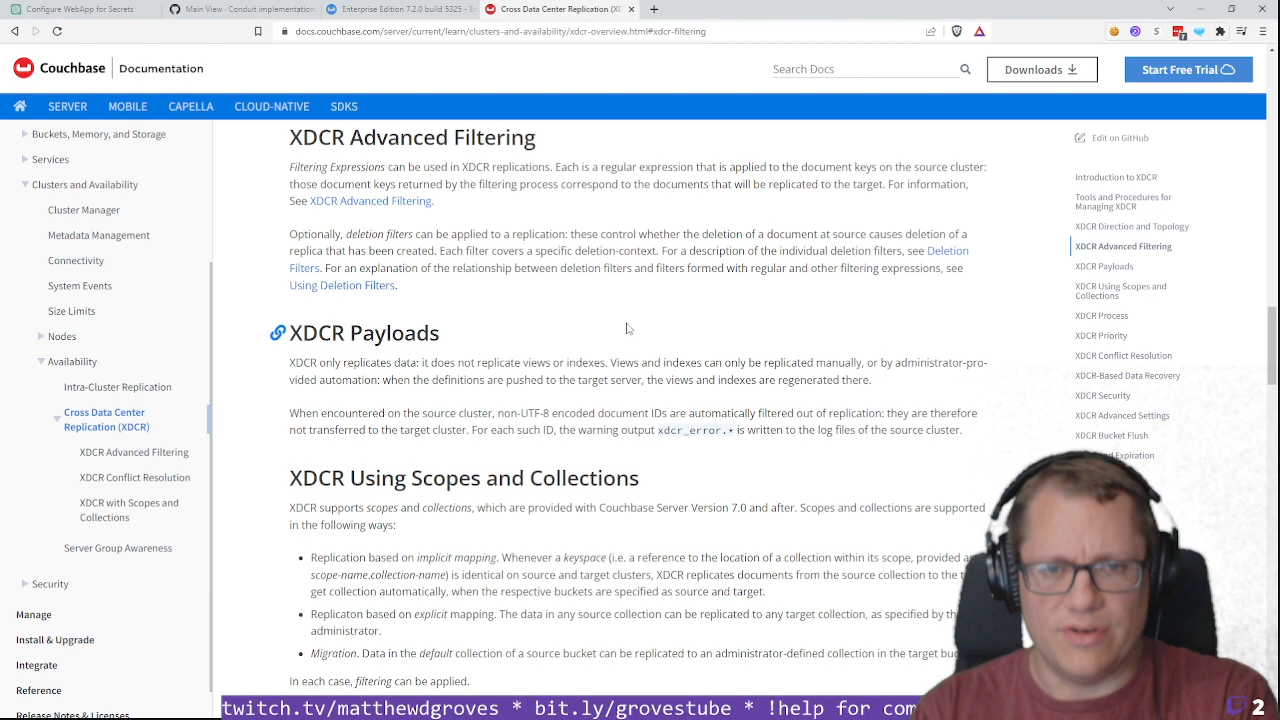 Configure WebApp for Secrets
Main View - Conduit implementation
Enterprise Edition 7.2.0 build 5325 - E
Cross Data Center Replication (XD
docs.couchbase.com/server/current/learn/clusters-and-availability/xdcr-overview.html#xdcr-filtering
7
Couchbase
Documentation
Search Docs
Downloads
Start Free Trial
SERVER
MOBILE
CAPELLA
CLOUD-NATIVE
SDKS
Buckets, Memory, and Storage
Services
Clusters and Availability
Cluster Manager
Metadata Management
Connectivity
System Events
Size Limits
Nodes
Availability
Intra-Cluster Replication
Cross Data Center
Replication (XDCR)
XDCR Advanced Filtering
XDCR Conflict Resolution
XDCR with Scopes and
Collections
Server Group Awareness
Security
Manage
Install & Upgrade
Integrate
Reference
Release Notes & Licenses
XDCR Advanced Filtering
Filtering Expressions can be used in XDCR replications. Each is a regular expression that is applied to the document keys on the source cluster:
those document keys returned by the filtering process correspond to the documents that will be replicated to the target. For information,
See XDCR Advanced Filtering.
Optionally, deletion filters can be applied to a replication: these control whether the deletion of a document at source causes deletion of a
replica that has been created. Each filter covers a specific deletion-context. For a description of the individual deletion filters, see Deletion
Filters. For an explanation of the relationship between deletion filters and filters formed with regular and other filtering expressions, see
Using Deletion Filters.
XDCR Payloads
XDCR only replicates data: it does not replicate views or indexes. Views and indexes can only be replicated manually, or by administrator-pro-
vided automation: when the definitions are pushed to the target server, the views and indexes are regenerated there.
When encountered on the source cluster, non-UTF-8 encoded document IDs are automatically filtered out of replication: they are therefore
not transferred to the target cluster. For each such ID, the warning output xdcr_error.* is written to the log files of the source cluster.
XDCR Using Scopes and Collections
XDCR supports scopes and collections, which are provided with Couchbase Server Version 7.0 and after. Scopes and collections are supported
in the following ways:
Replication based on implicit mapping. Whenever a keyspace (i.e. a reference to the location of a collection within its scope, provided as
scope-name.collection-name) is identical on source and target clusters, XDCR replicates documents from the source collection to the t
get collection automatically, when the respective buckets are specified as source and target.
Replicaton based on explicit mapping. The data in any source collection can be replicated to any target collection, as specified by the
administrator.
Migration. Data in the default collection of a source bucket can be replicated to an administrator-defined collection in the target buc
In each case, filtering can be applied.
Edit on GitHub
Introduction to XDCR
Tools and Procedures for
Managing XDCR
XDCR Direction and Topology
XDCR Advanced Filtering
XDCR Payloads
XDCR Using Scopes and
Collections
XDCR Process
XDCR Priority
XDCR Conflict Resolution
XDCR-Based Data Recovery
XDCR Security
XDCR Advanced Settings
XDCR Bucket Flush
Expiration
twitch.tv/matthewdgroves * bit.ly/grovestube * !help for com
2